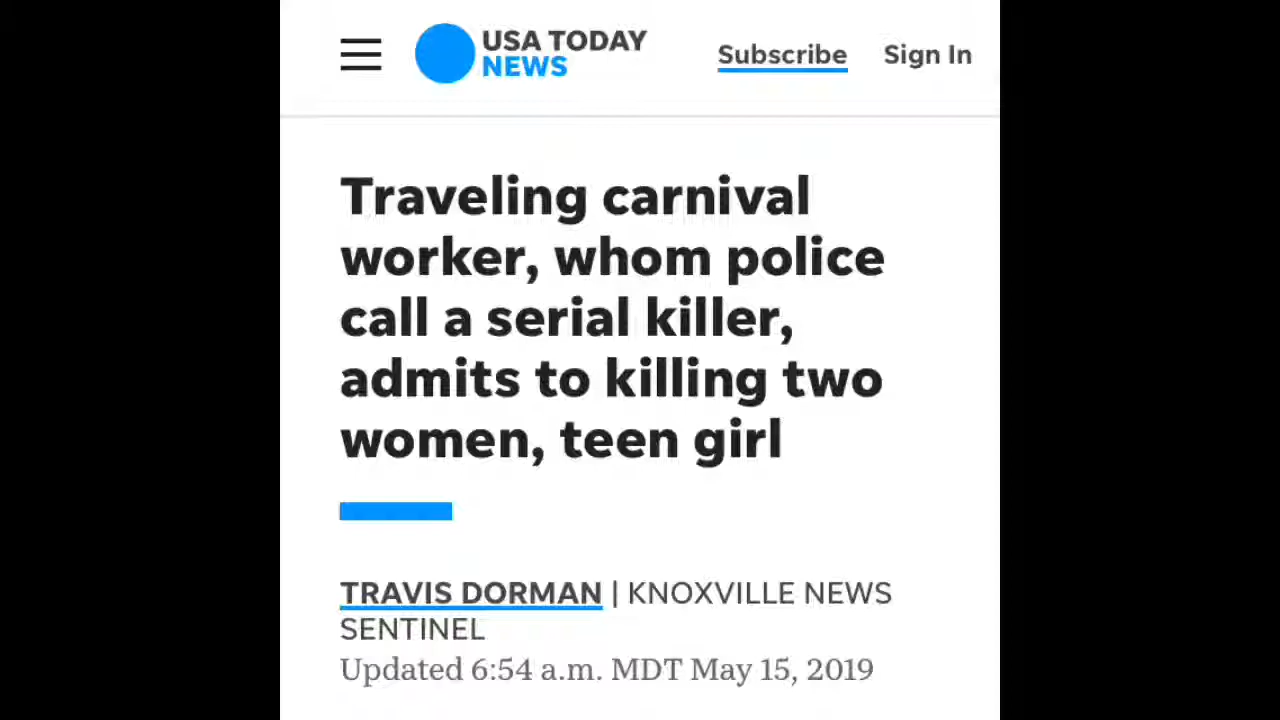 USA TODAY
NEWS
Subscribe
Sign In
Traveling carnival
worker, whom police
call a serial killer,
admits to killing two
women, teen girl
TRAVIS DORMAN | KNOXVILLE NEWS
SENTINEL
Updated 6:54 a.m. MDT May 15, 2019